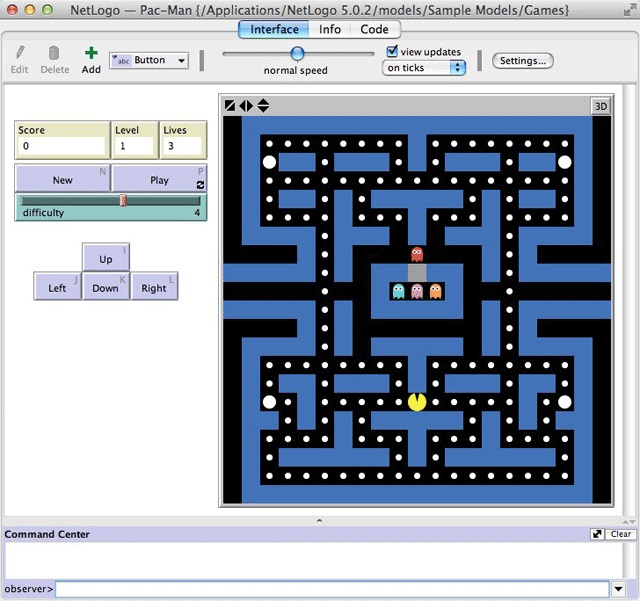 NetLogo — Pac-Man {/Applications/NetLogo 5.0.2/models/Sample Models/Games}
Interface Info Code
Edit Delete Add abc Button normal speed view updates on ticks Settings...
3D
Score Level Lives
0 1 3
N P
New Play
difficulty 4
I
Up
J K L
Left Down Right
Command Center Clear
observer>